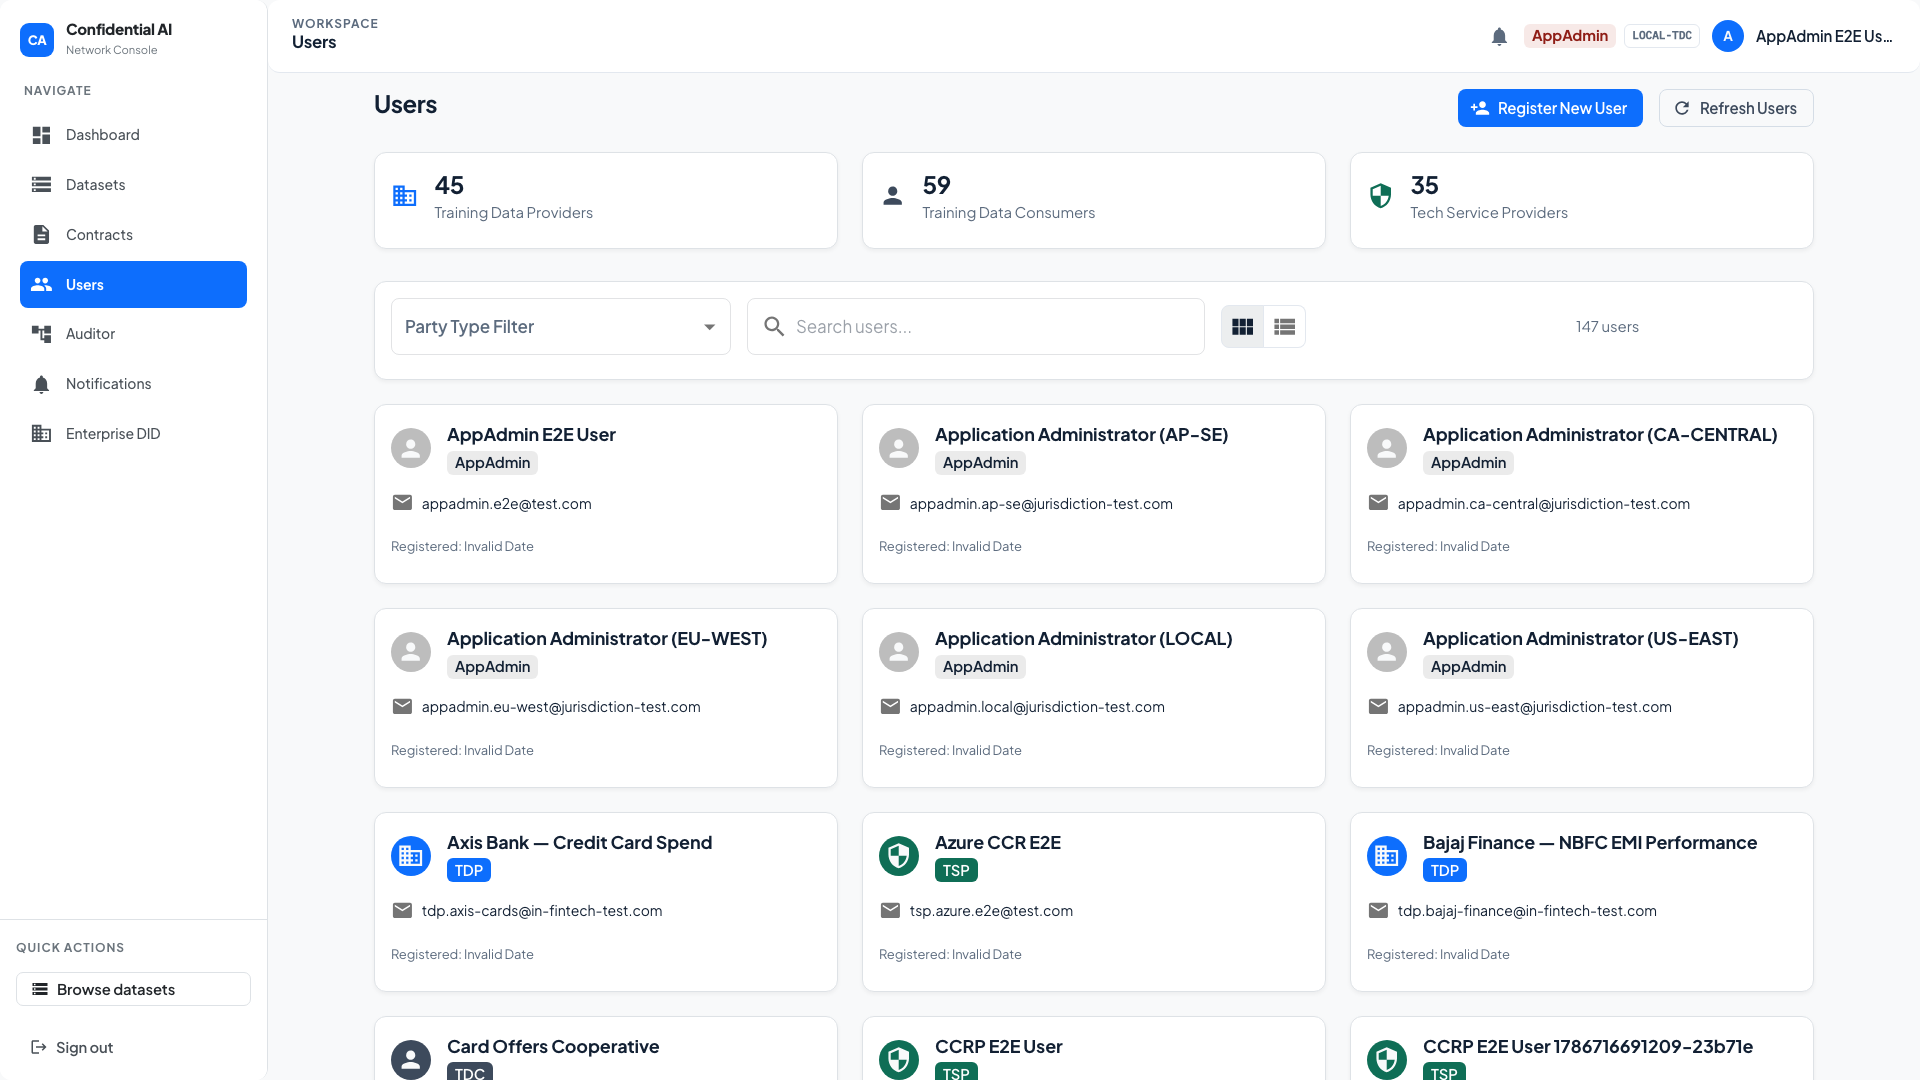 CA
Confidential AI
Network Console
NAVIGATE
Dashboard
Datasets
Contracts
Users
Auditor
Notifications
Enterprise DID
QUICK ACTIONS
Browse datasets
Sign out
WORKSPACE
Users
AppAdmin
LOCAL-TDC
A
AppAdmin E2E Us...
Users
Register New User
Refresh Users
45
Training Data Providers
59
Training Data Consumers
35
Tech Service Providers
Party Type Filter
Search users...
147 users
AppAdmin E2E User
AppAdmin
appadmin.e2e@test.com
Registered: Invalid Date
Application Administrator (AP-SE)
AppAdmin
appadmin.ap-se@jurisdiction-test.com
Registered: Invalid Date
Application Administrator (CA-CENTRAL)
AppAdmin
appadmin.ca-central@jurisdiction-test.com
Registered: Invalid Date
Application Administrator (EU-WEST)
AppAdmin
appadmin.eu-west@jurisdiction-test.com
Registered: Invalid Date
Application Administrator (LOCAL)
AppAdmin
appadmin.local@jurisdiction-test.com
Registered: Invalid Date
Application Administrator (US-EAST)
AppAdmin
appadmin.us-east@jurisdiction-test.com
Registered: Invalid Date
Axis Bank — Credit Card Spend
TDP
tdp.axis-cards@in-fintech-test.com
Registered: Invalid Date
Azure CCR E2E
TSP
tsp.azure.e2e@test.com
Registered: Invalid Date
Bajaj Finance — NBFC EMI Performance
TDP
tdp.bajaj-finance@in-fintech-test.com
Registered: Invalid Date
Card Offers Cooperative
TDC
CCRP E2E User
TSP
CCRP E2E User 1786716691209-23b71e
TSP